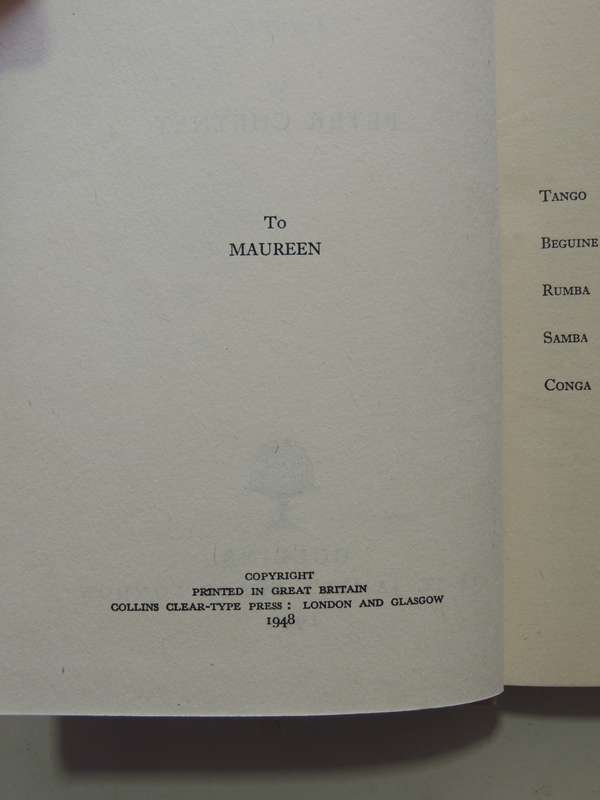 To
MAUREEN
COPYRIGHT
PRINTED IN GREAT BRITAIN
COLLINS CLEAR-TYPE PRESS : LONDON AND GLASGOW
1948
TANGO
BEGUINE
RUMBA
SAMBA
CONGA